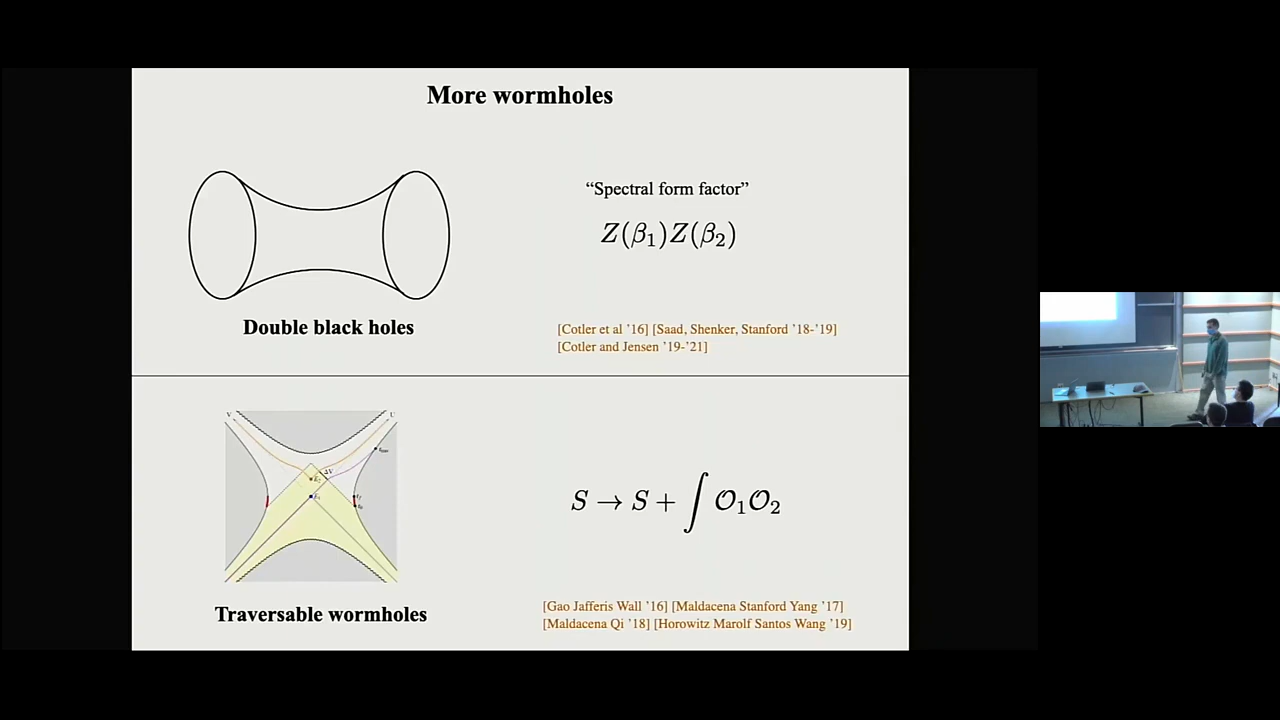 More wormholes
“Spectral form factor”
Z(β₁)Z(β₂)
Double black holes
[Cotler et al ’16] [Saad, Shenker, Stanford ’18-’19]
[Cotler and Jensen ’19-’21]
V
U
ΔV
S → S + ∫ 𝒪₁𝒪₂
Traversable wormholes
[Gao Jafferis Wall ’16] [Maldacena Stanford Yang ’17]
[Maldacena Qi ’18] [Horowitz Marolf Santos Wang ’19]